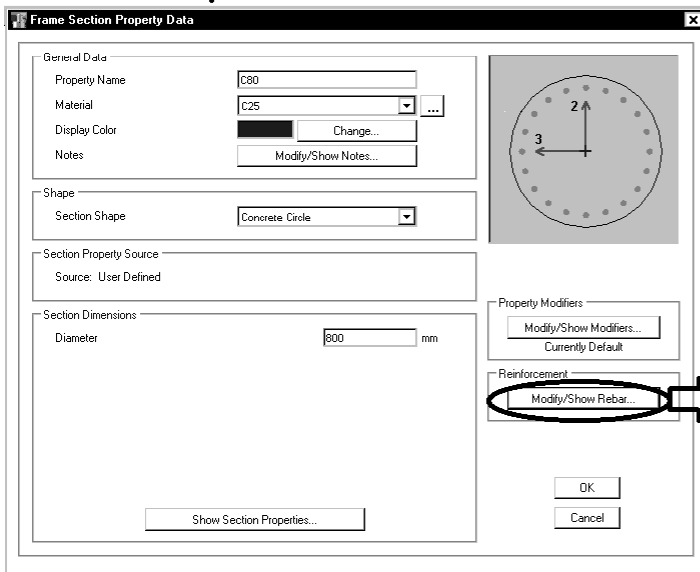 Frame Section Property Data
General Data
Property Name C80
Material C25 ...
Display Color Change...
Notes Modify/Show Notes...
Shape
Section Shape Concrete Circle
Section Property Source
Source: User Defined
Section Dimensions
Diameter 800 mm
Show Section Properties...
2
3
Property Modifiers
Modify/Show Modifiers...
Currently Default
Reinforcement
Modify/Show Rebar...
OK
Cancel